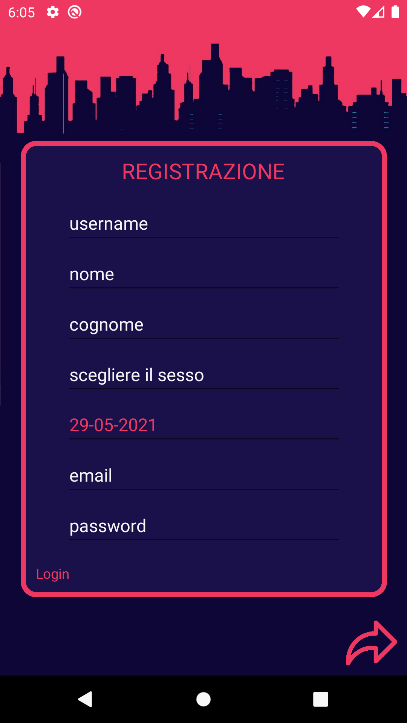 6:05
REGISTRAZIONE
username
nome
cognome
scegliere il sesso
29-05-2021
email
password
Login